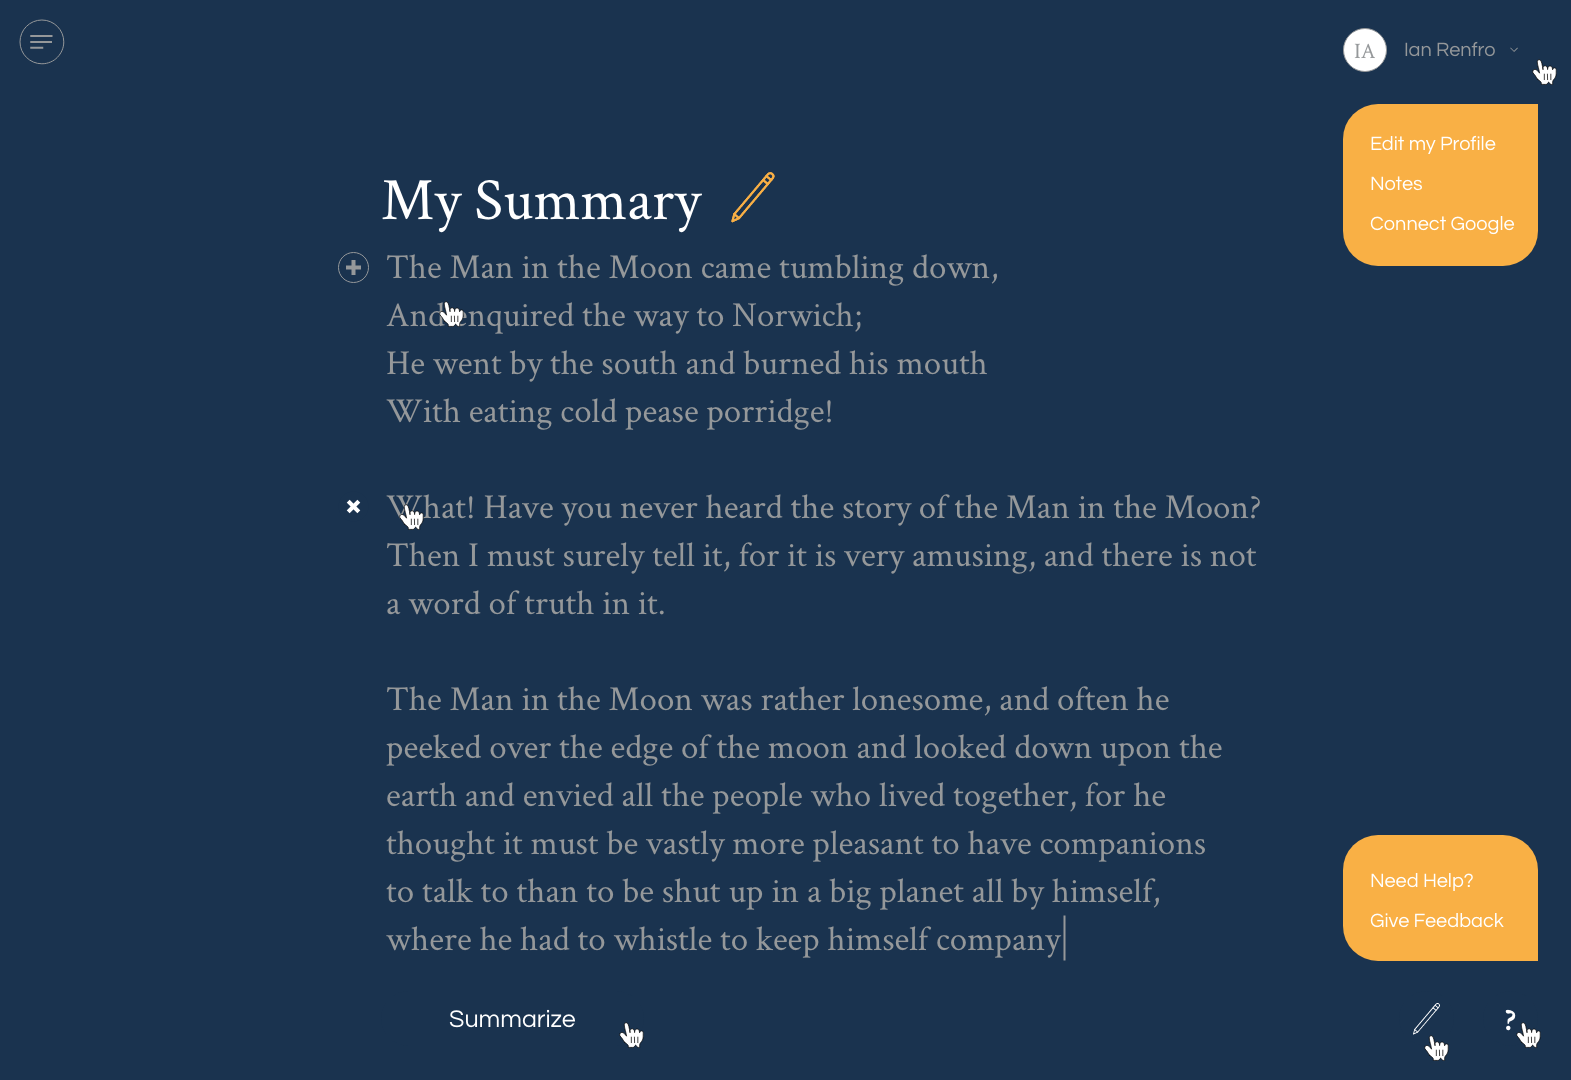 IA Ian Renfro
Edit my Profile
Notes
Connect Google
My Summary
The Man in the Moon came tumbling down,
And enquired the way to Norwich;
He went by the south and burned his mouth
With eating cold pease porridge!
What! Have you never heard the story of the Man in the Moon?
Then I must surely tell it, for it is very amusing, and there is not
a word of truth in it.
The Man in the Moon was rather lonesome, and often he
peeked over the edge of the moon and looked down upon the
earth and envied all the people who lived together, for he
thought it must be vastly more pleasant to have companions
to talk to than to be shut up in a big planet all by himself,
where he had to whistle to keep himself company
Need Help?
Give Feedback
Summarize
?